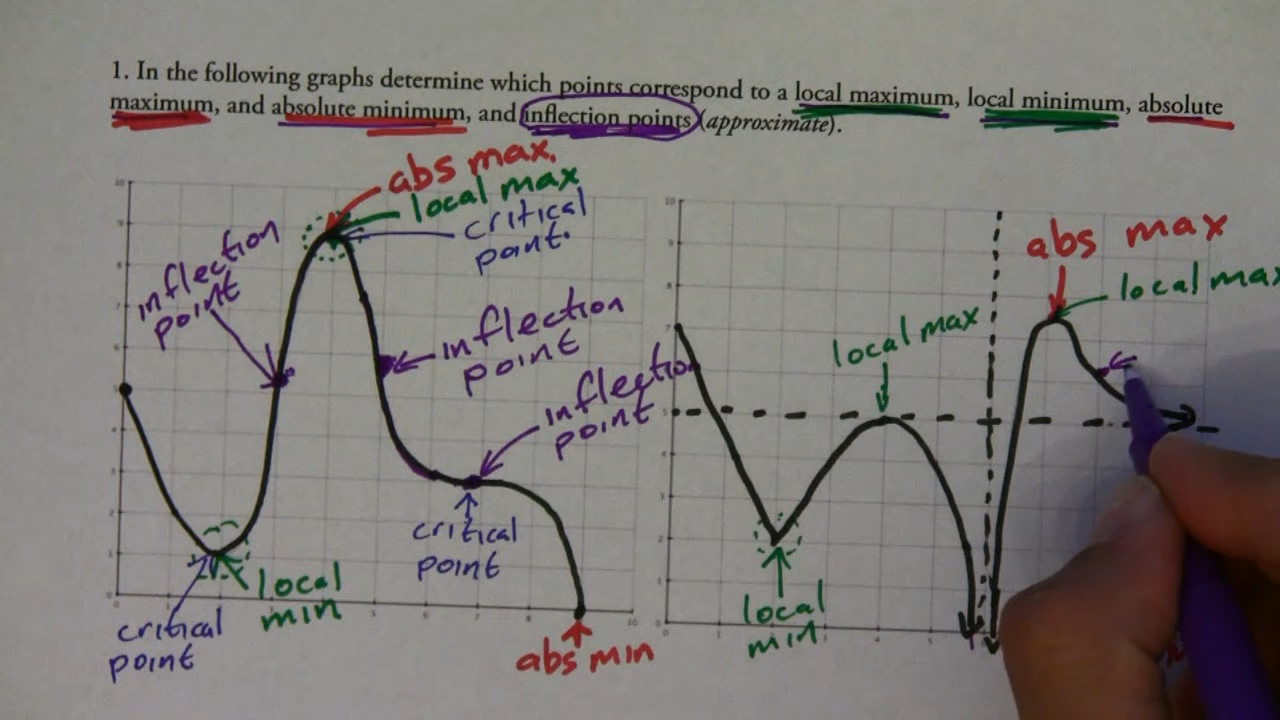 1. In the following graphs determine which points correspond to a local maximum, local minimum, absolute
maximum, and absolute minimum, and inflection points (approximate).
abs max.
local max
critical
point.
inflection
point
inflection
point
inflection
point
critical
point
local
min
critical
point
abs min
abs max
local max
local max
local
min